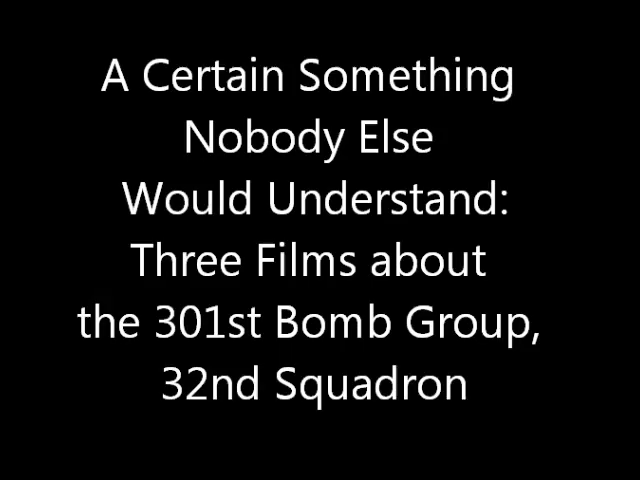 A Certain Something
Nobody Else
Would Understand:
Three Films about
the 301st Bomb Group,
32nd Squadron